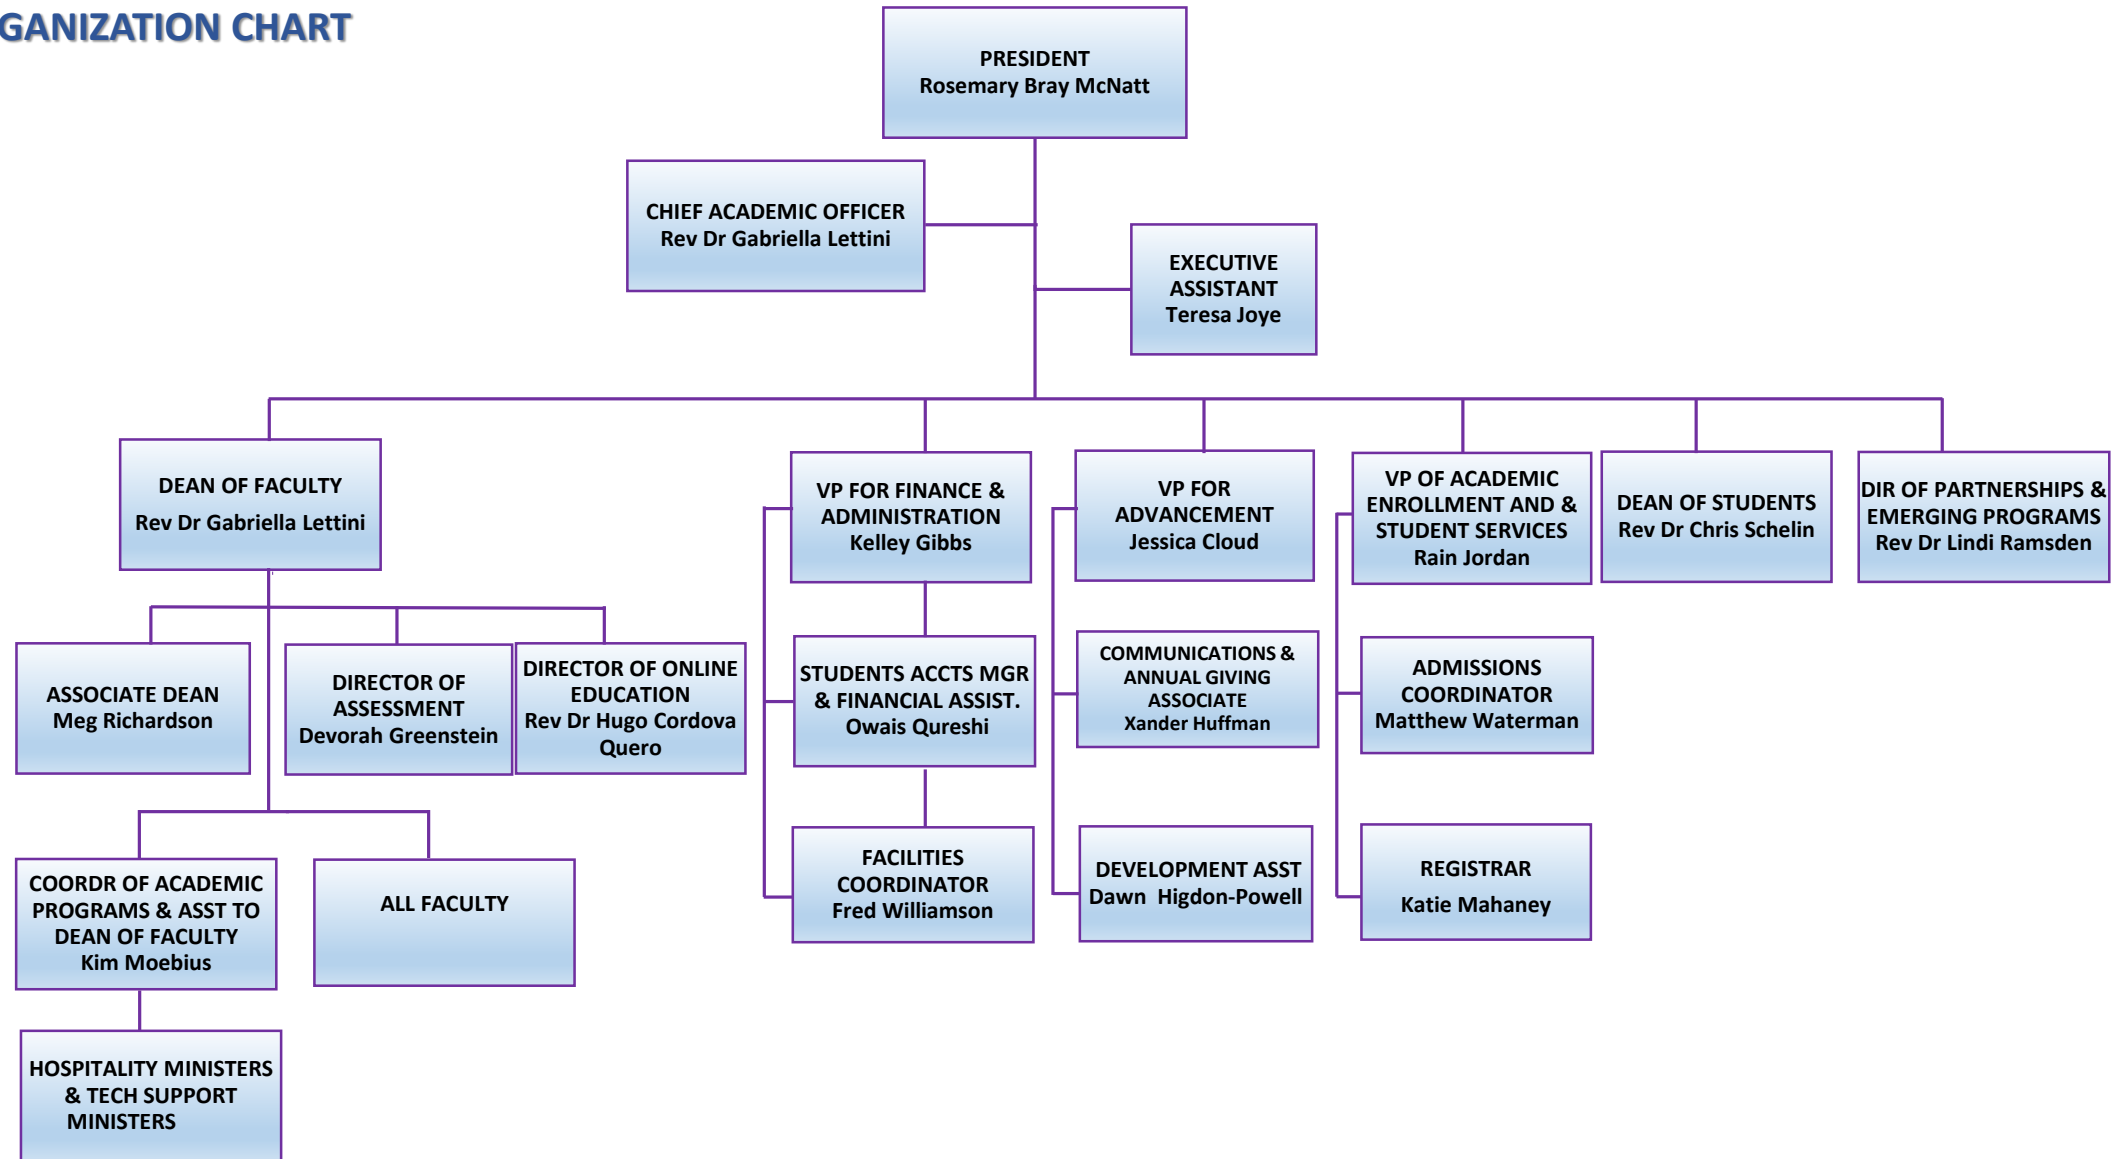 GANIZATION CHART
PRESIDENT
Rosemary Bray McNatt
CHIEF ACADEMIC OFFICER
Rev Dr Gabriella Lettini
EXECUTIVE
ASSISTANT
Teresa Joye
DEAN OF FACULTY
Rev Dr Gabriella Lettini
VP FOR FINANCE &
ADMINISTRATION
Kelley Gibbs
VP FOR
ADVANCEMENT
Jessica Cloud
VP OF ACADEMIC
ENROLLMENT AND &
STUDENT SERVICES
Rain Jordan
DEAN OF STUDENTS
Rev Dr Chris Schelin
DIR OF PARTNERSHIPS &
EMERGING PROGRAMS
Rev Dr Lindi Ramsden
ASSOCIATE DEAN
Meg Richardson
DIRECTOR OF
ASSESSMENT
Devorah Greenstein
DIRECTOR OF ONLINE
EDUCATION
Rev Dr Hugo Cordova
Quero
STUDENTS ACCTS MGR
& FINANCIAL ASSIST.
Owais Qureshi
COMMUNICATIONS &
ANNUAL GIVING
ASSOCIATE
Xander Huffman
ADMISSIONS
COORDINATOR
Matthew Waterman
COORDR OF ACADEMIC
PROGRAMS & ASST TO
DEAN OF FACULTY
Kim Moebius
ALL FACULTY
FACILITIES
COORDINATOR
Fred Williamson
DEVELOPMENT ASST
Dawn  Higdon-Powell
REGISTRAR
Katie Mahaney
HOSPITALITY MINISTERS
& TECH SUPPORT
MINISTERS